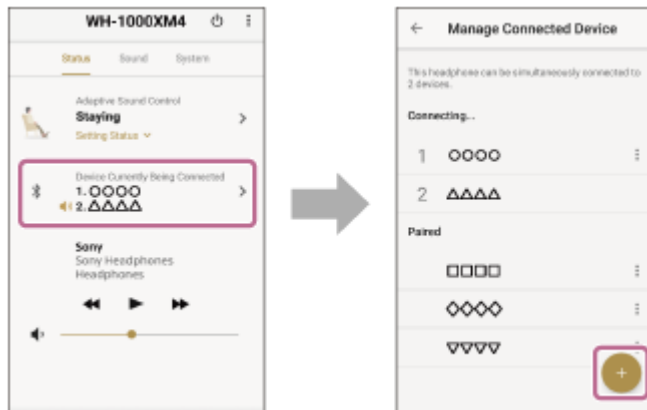 WH-1000XM4
Status Sound System
Adaptive Sound Control
Staying
Setting Status
Device Currently Being Connected
1. ○○○○
2. △△△△
Sony
Sony Headphones
Headphones
Manage Connected Device
This headphone can be simultaneously connected to
2 devices.
Connecting...
1 ○○○○
2 △△△△
Paired
□□□□
◇◇◇◇
▽▽▽▽
+